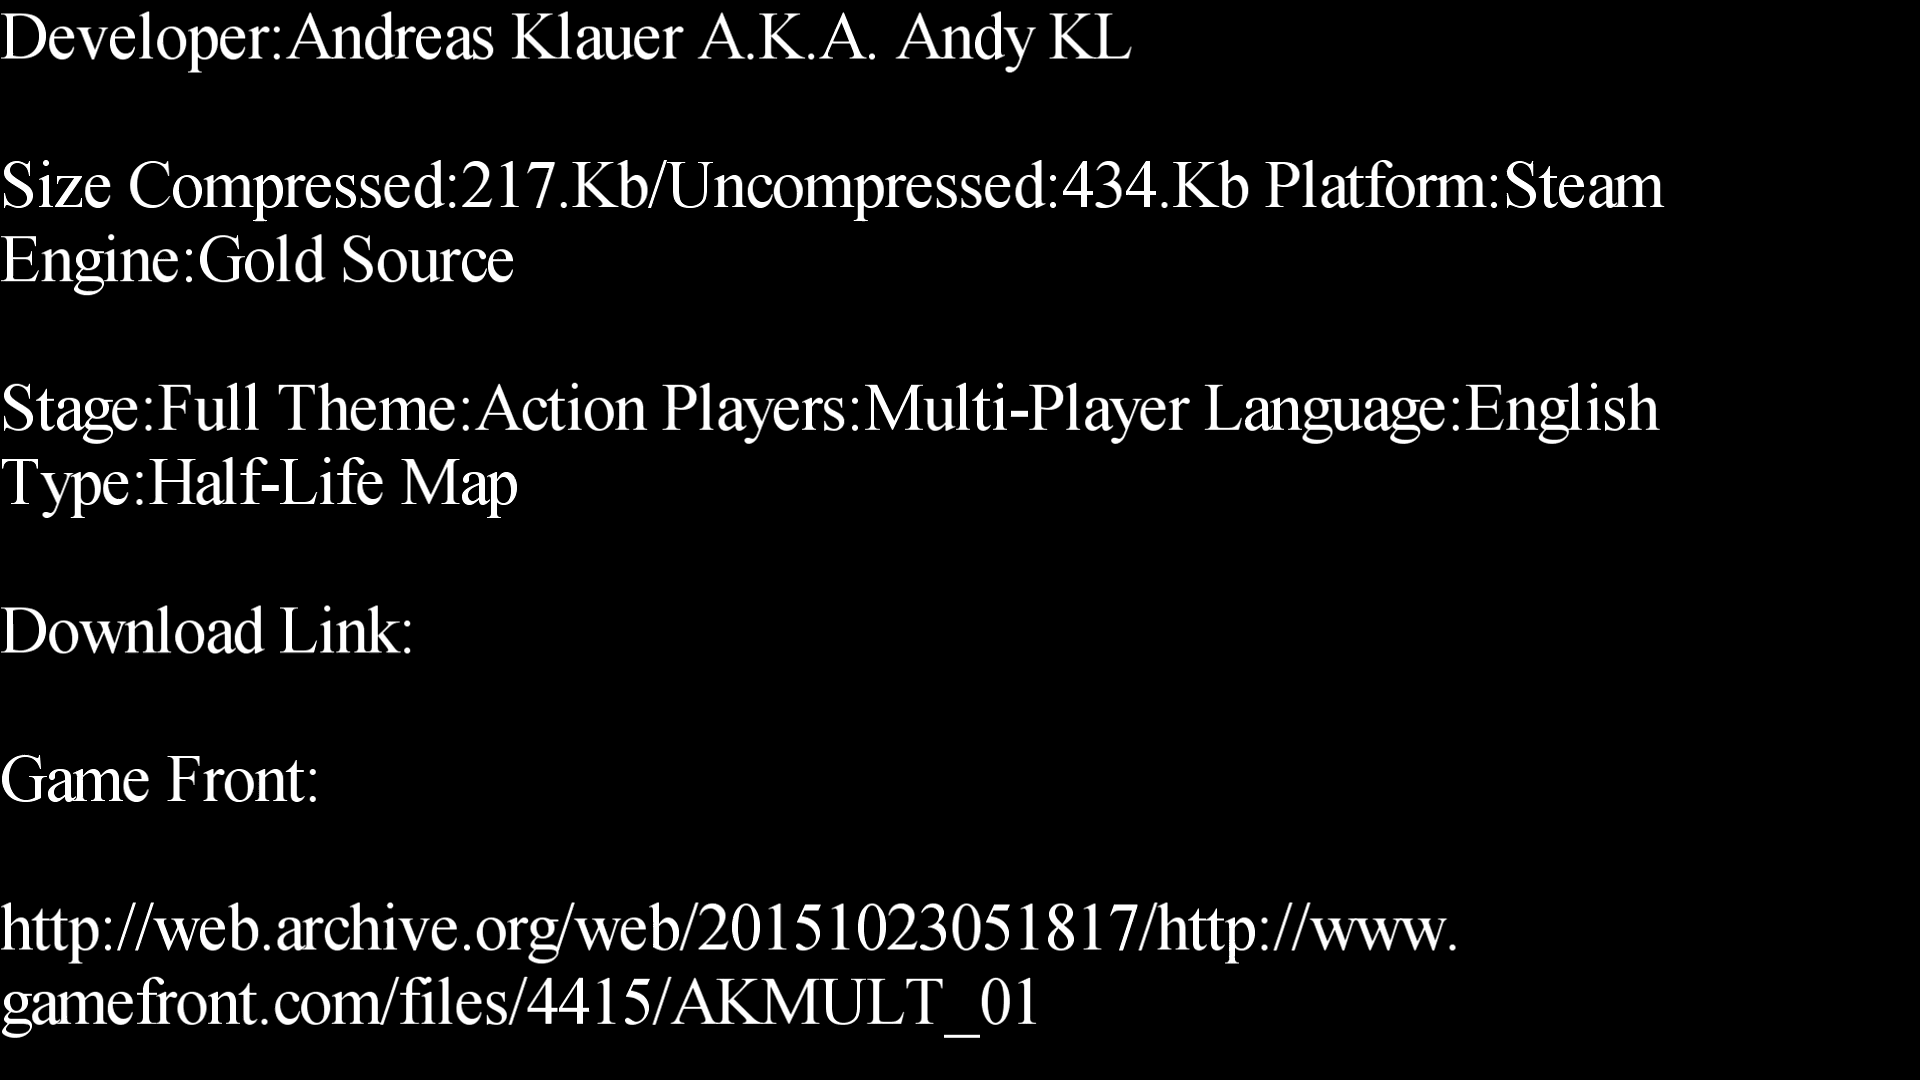 Developer:Andreas Klauer A.K.A. Andy KL
Size Compressed:217.Kb/Uncompressed:434.Kb Platform:Steam
Engine:Gold Source
Stage:Full Theme:Action Players:Multi-Player Language:English
Type:Half-Life Map
Download Link:
Game Front:
http://web.archive.org/web/20151023051817/http://www.
gamefront.com/files/4415/AKMULT_01